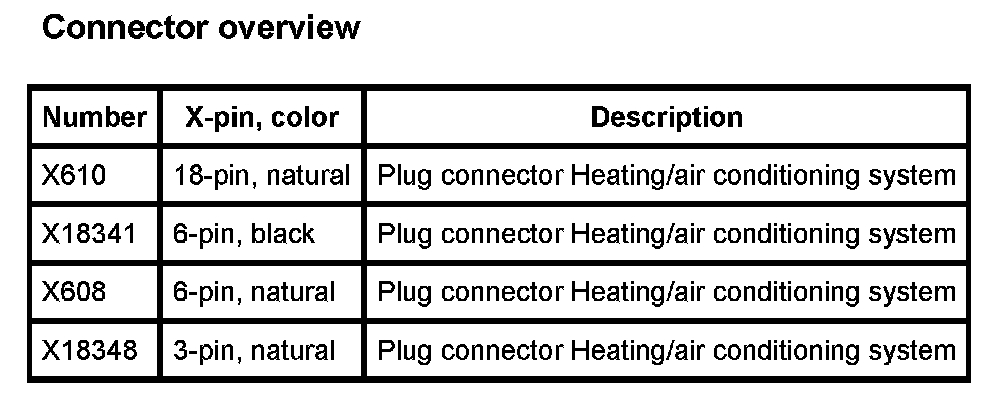 Connector overview
Number X-pin, color Description
X610 18-pin, natural Plug connector Heating/air conditioning system
X18341 6-pin, black Plug connector Heating/air conditioning system
X608 6-pin, natural Plug connector Heating/air conditioning system
X18348 3-pin, natural Plug connector Heating/air conditioning system